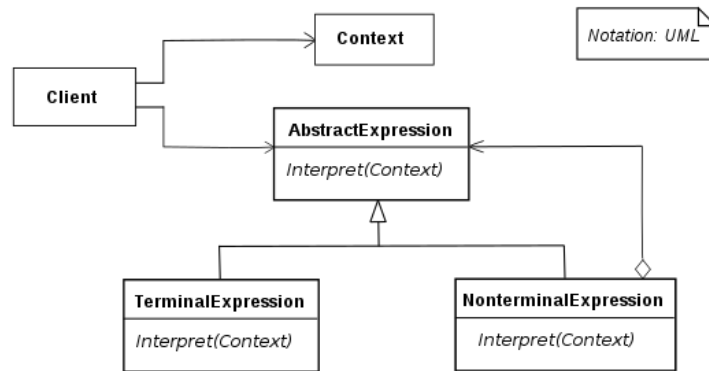 Context
Notation: UML
Client
AbstractExpression
Interpret(Context)
TerminalExpression
Interpret(Context)
NonterminalExpression
Interpret(Context)